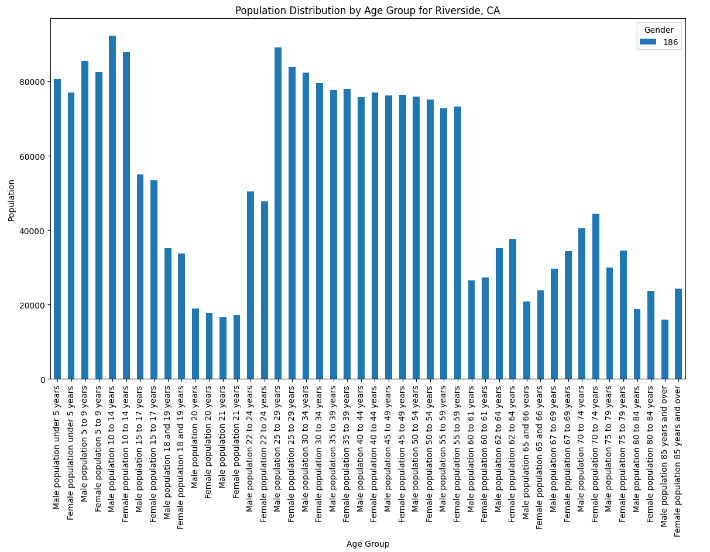 Population Distribution by Age Group for Riverside, CA
Gender
186
80000
60000
40000
20000
0
Population
Male population under 5 years
Female population under 5 years
Male population 5 to 9 years
Female population 5 to 9 years
Male population 10 to 14 years
Female population 10 to 14 years
Male population 15 to 17 years
Female population 15 to 17 years
Male population 18 and 19 years
Female population 18 and 19 years
Male population 20 years
Female population 20 years
Male population 21 years
Female population 21 years
Male population 22 to 24 years
Female population 22 to 24 years
Male population 25 to 29 years
Female population 25 to 29 years
Male population 30 to 34 years
Female population 30 to 34 years
Male population 35 to 39 years
Female population 35 to 39 years
Male population 40 to 44 years
Female population 40 to 44 years
Male population 45 to 49 years
Female population 45 to 49 years
Male population 50 to 54 years
Female population 50 to 54 years
Male population 55 to 59 years
Female population 55 to 59 years
Male population 60 to 61 years
Female population 60 to 61 years
Male population 62 to 64 years
Female population 62 to 64 years
Male population 65 and 66 years
Female population 65 and 66 years
Male population 67 to 69 years
Female population 67 to 69 years
Male population 70 to 74 years
Female population 70 to 74 years
Male population 75 to 79 years
Female population 75 to 79 years
Male population 80 to 84 years
Female population 80 to 84 years
Male population 85 years and over
Female population 85 years and over
Age Group